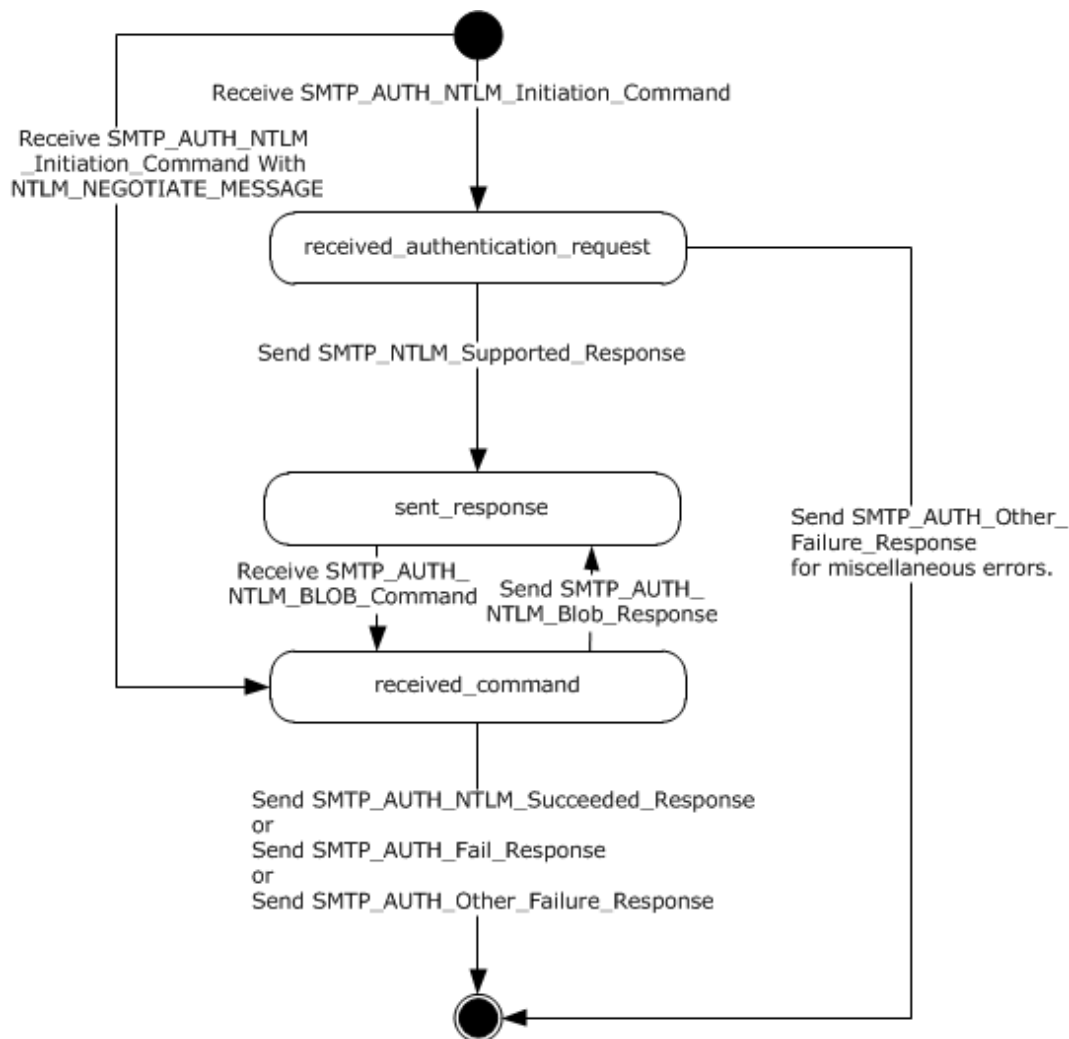 Receive SMTP_AUTH_NTLM_Initiation_Command
Receive SMTP_AUTH_NTLM
_Initiation_Command With
NTLM_NEGOTIATE_MESSAGE
received_authentication_request
Send SMTP_NTLM_Supported_Response
sent_response
Send SMTP_AUTH_Other_
Failure_Response
for miscellaneous errors.
Receive SMTP_AUTH_
NTLM_BLOB_Command
Send SMTP_AUTH_
NTLM_Blob_Response
received_command
Send SMTP_AUTH_NTLM_Succeeded_Response
or
Send SMTP_AUTH_Fail_Response
or
Send SMTP_AUTH_Other_Failure_Response